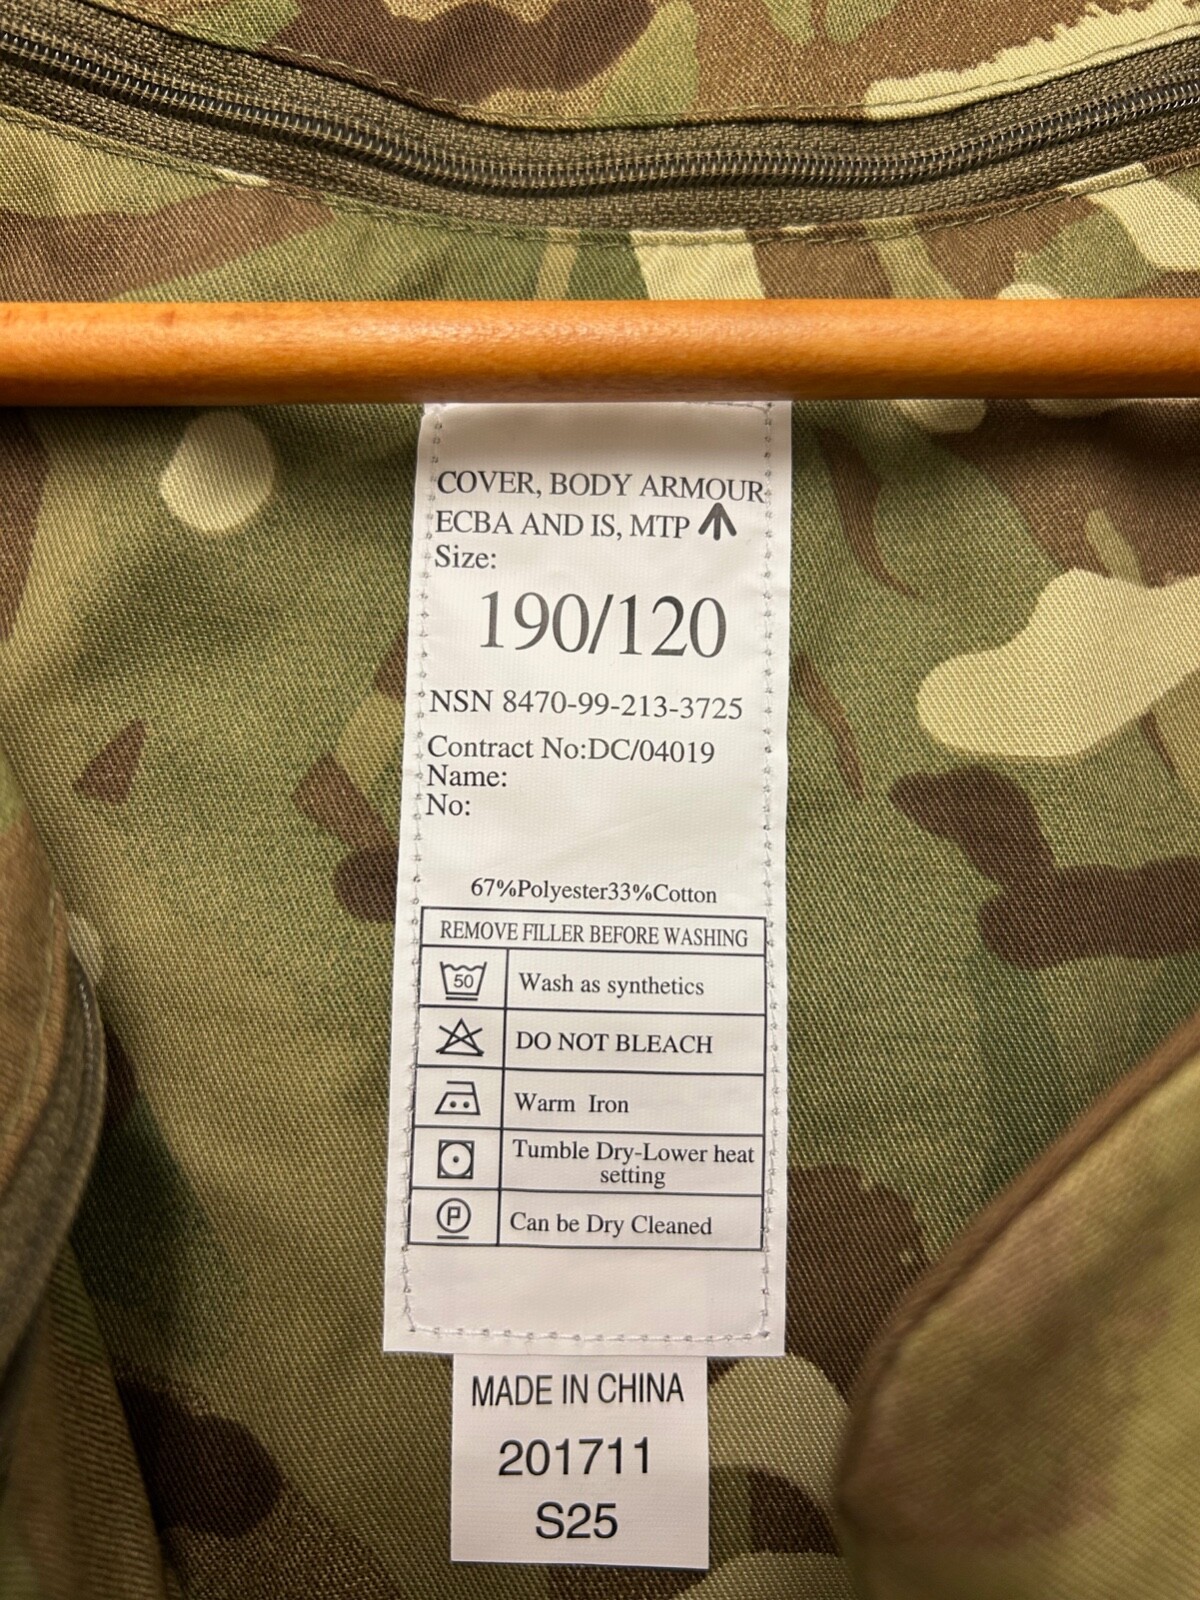 COVER, BODY ARMOUR
ECBA AND IS, MTP
Size:
190/120
NSN 8470-99-213-3725
Contract No:DC/04019
Name:
No:
67%Polyester33%Cotton
REMOVE FILLER BEFORE WASHING
50 Wash as synthetics
DO NOT BLEACH
Warm Iron
Tumble Dry-Lower heat
setting
P Can be Dry Cleaned
MADE IN CHINA
201711
S25